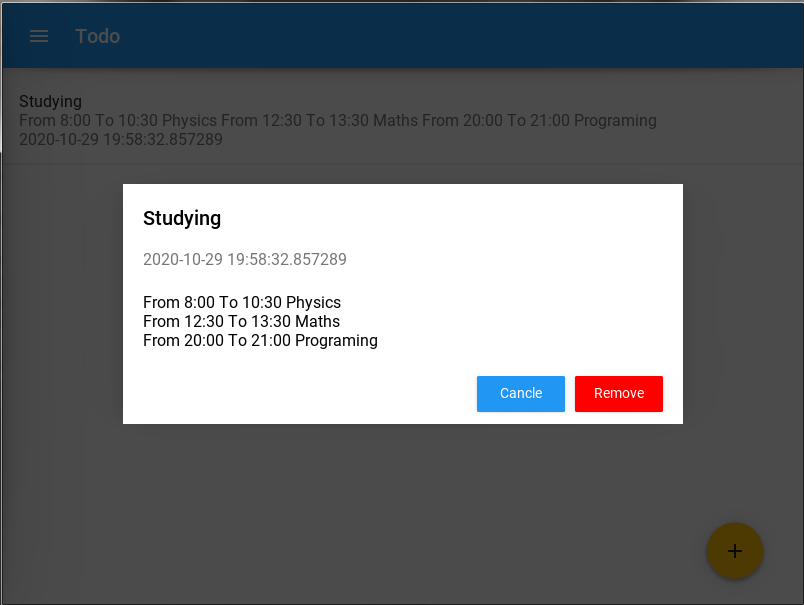 Todo
Studying
From 8:00 To 10:30 Physics From 12:30 To 13:30 Maths From 20:00 To 21:00 Programing
2020-10-29 19:58:32.857289
Studying
2020-10-29 19:58:32.857289
From 8:00 To 10:30 Physics
From 12:30 To 13:30 Maths
From 20:00 To 21:00 Programing
Cancle Remove
+